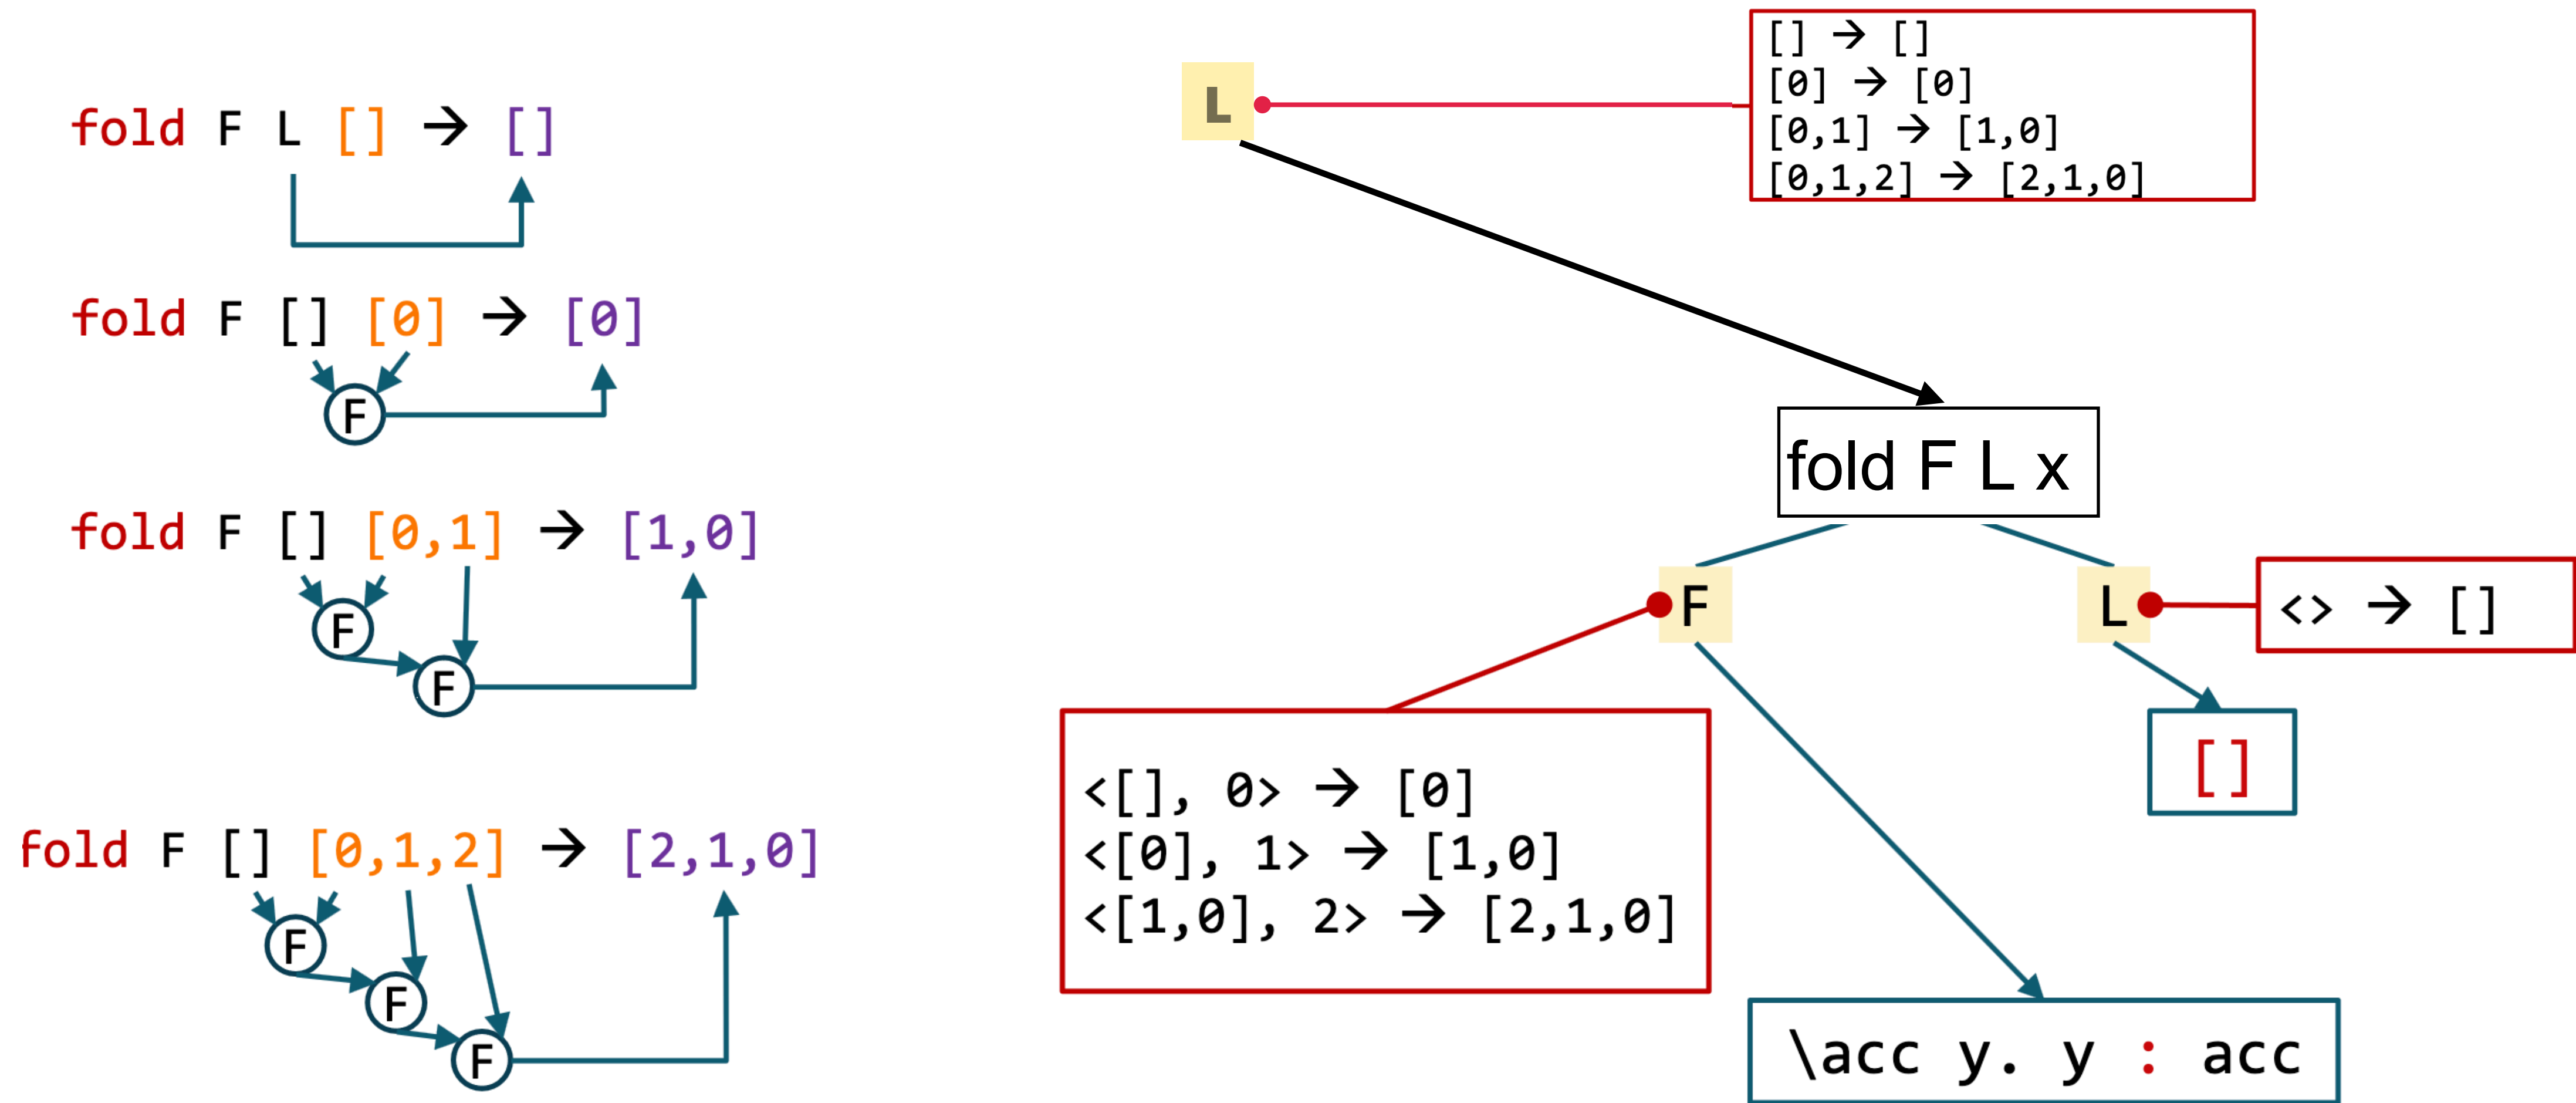 fold F L [] → []
fold F [] [0] → [0]
F
fold F [] [0,1] → [1,0]
F
F
fold F [] [0,1,2] → [2,1,0]
F
F
F
L
[] → []
[0] → [0]
[0,1] → [1,0]
[0,1,2] → [2,1,0]
fold F L x
F
L
<> → []
[]
<[], 0> → [0]
<[0], 1> → [1,0]
<[1,0], 2> → [2,1,0]
\acc y. y : acc